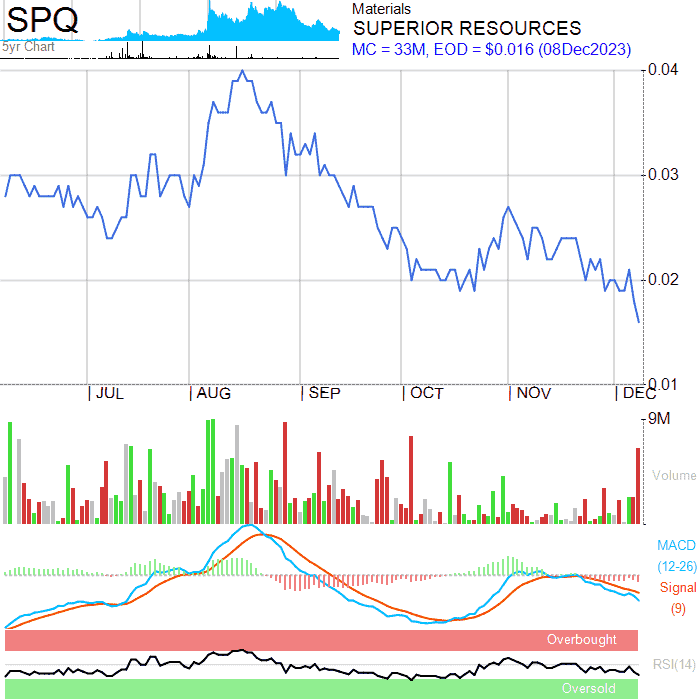 SPQ
5yr Chart
Materials
SUPERIOR RESOURCES
MC = 33M, EOD = $0.016 (08Dec2023)
0.04
0.03
0.02
0.01
JUL AUG SEP OCT NOV DEC
9M
Volume
MACD
(12-26)
Signal
(9)
Overbought
RSI(14)
Oversold